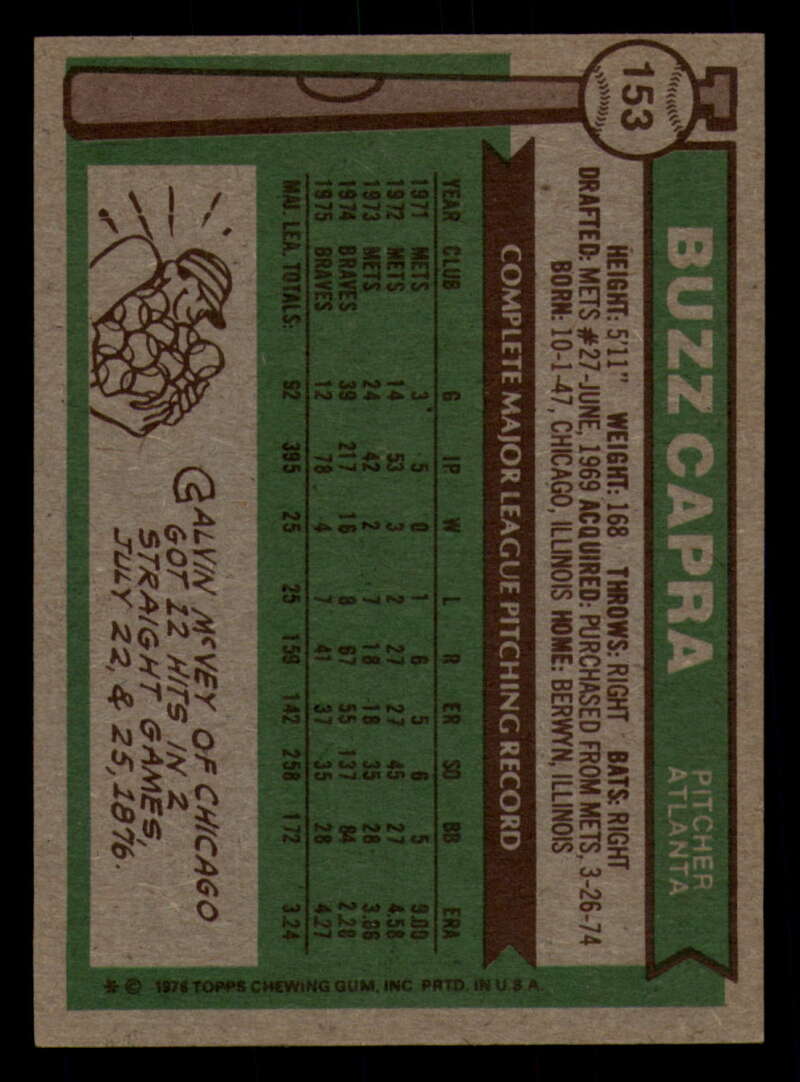 153
BUZZ CAPRA
PITCHER
ATLANTA
HEIGHT: 5'11" WEIGHT: 168 THROWS: RIGHT BATS: RIGHT
DRAFTED: METS #27-JUNE, 1969 ACQUIRED: PURCHASED FROM METS, 3-26-74
BORN: 10-1-47, CHICAGO, ILLINOIS HOME: BERWYN, ILLINOIS
COMPLETE MAJOR LEAGUE PITCHING RECORD
YEAR CLUB G IP W L R ER SO BB ERA
1971 METS 3 5 0 1 6 5 6 5 9.00
1972 METS 14 53 3 2 27 27 45 27 4.58
1973 METS 24 42 2 7 18 18 35 28 3.86
1974 BRAVES 39 217 16 8 67 55 137 84 2.28
1975 BRAVES 12 78 4 7 41 37 35 28 4.27
MAJ. LEA. TOTALS: 92 395 25 25 159 142 258 172 3.24
CALVIN McVEY OF CHICAGO
GOT 12 HITS IN 2
STRAIGHT GAMES,
JULY 22, & 25, 1876.
* © 1976 TOPPS CHEWING GUM, INC. PRTD. IN U.S.A.